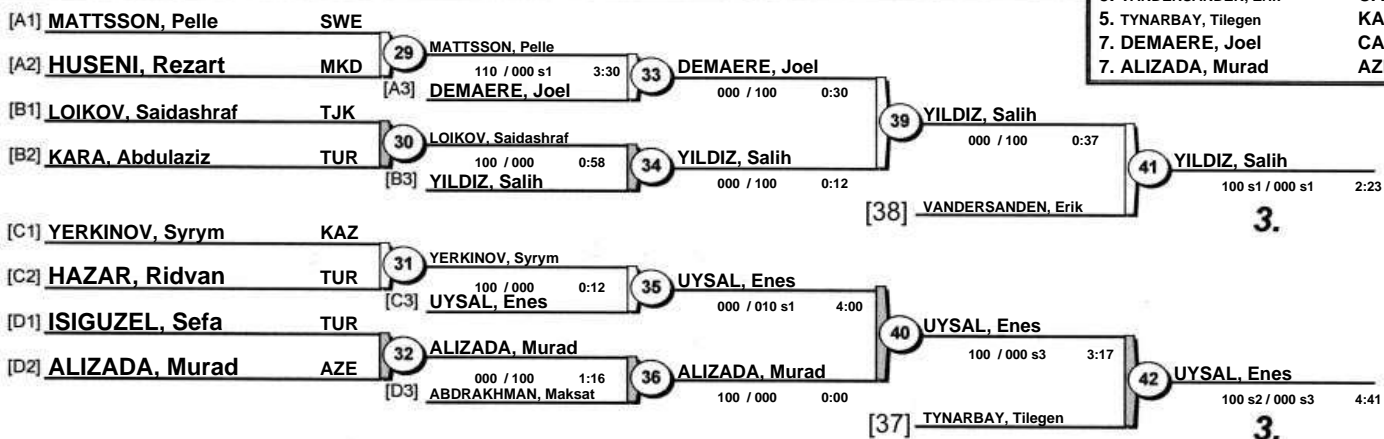 5. TYNARBAY, Tilegen KA
7. DEMAERE, Joel CA
7. ALIZADA, Murad AZ
[A1] MATTSSON, Pelle SWE
[A2] HUSENI, Rezart MKD
29 MATTSSON, Pelle
110 / 000 s1 3:30
[A3] DEMAERE, Joel
33 DEMAERE, Joel
000 / 100 0:30
[B1] LOIKOV, Saidashraf TJK
[B2] KARA, Abdulaziz TUR
30 LOIKOV, Saidashraf
100 / 000 0:58
[B3] YILDIZ, Salih
34 YILDIZ, Salih
000 / 100 0:12
39 YILDIZ, Salih
000 / 100 0:37
[38] VANDERSANDEN, Erik
41 YILDIZ, Salih
100 s1 / 000 s1 2:23
3.
[C1] YERKINOV, Syrym KAZ
[C2] HAZAR, Ridvan TUR
31 YERKINOV, Syrym
100 / 000 0:12
[C3] UYSAL, Enes
35 UYSAL, Enes
000 / 010 s1 4:00
[D1] ISIGUZEL, Sefa TUR
[D2] ALIZADA, Murad AZE
32 ALIZADA, Murad
000 / 100 1:16
[D3] ABDRAKHMAN, Maksat
36 ALIZADA, Murad
100 / 000 0:00
40 UYSAL, Enes
100 / 000 s3 3:17
[37] TYNARBAY, Tilegen
42 UYSAL, Enes
100 s2 / 000 s3 4:41
3.